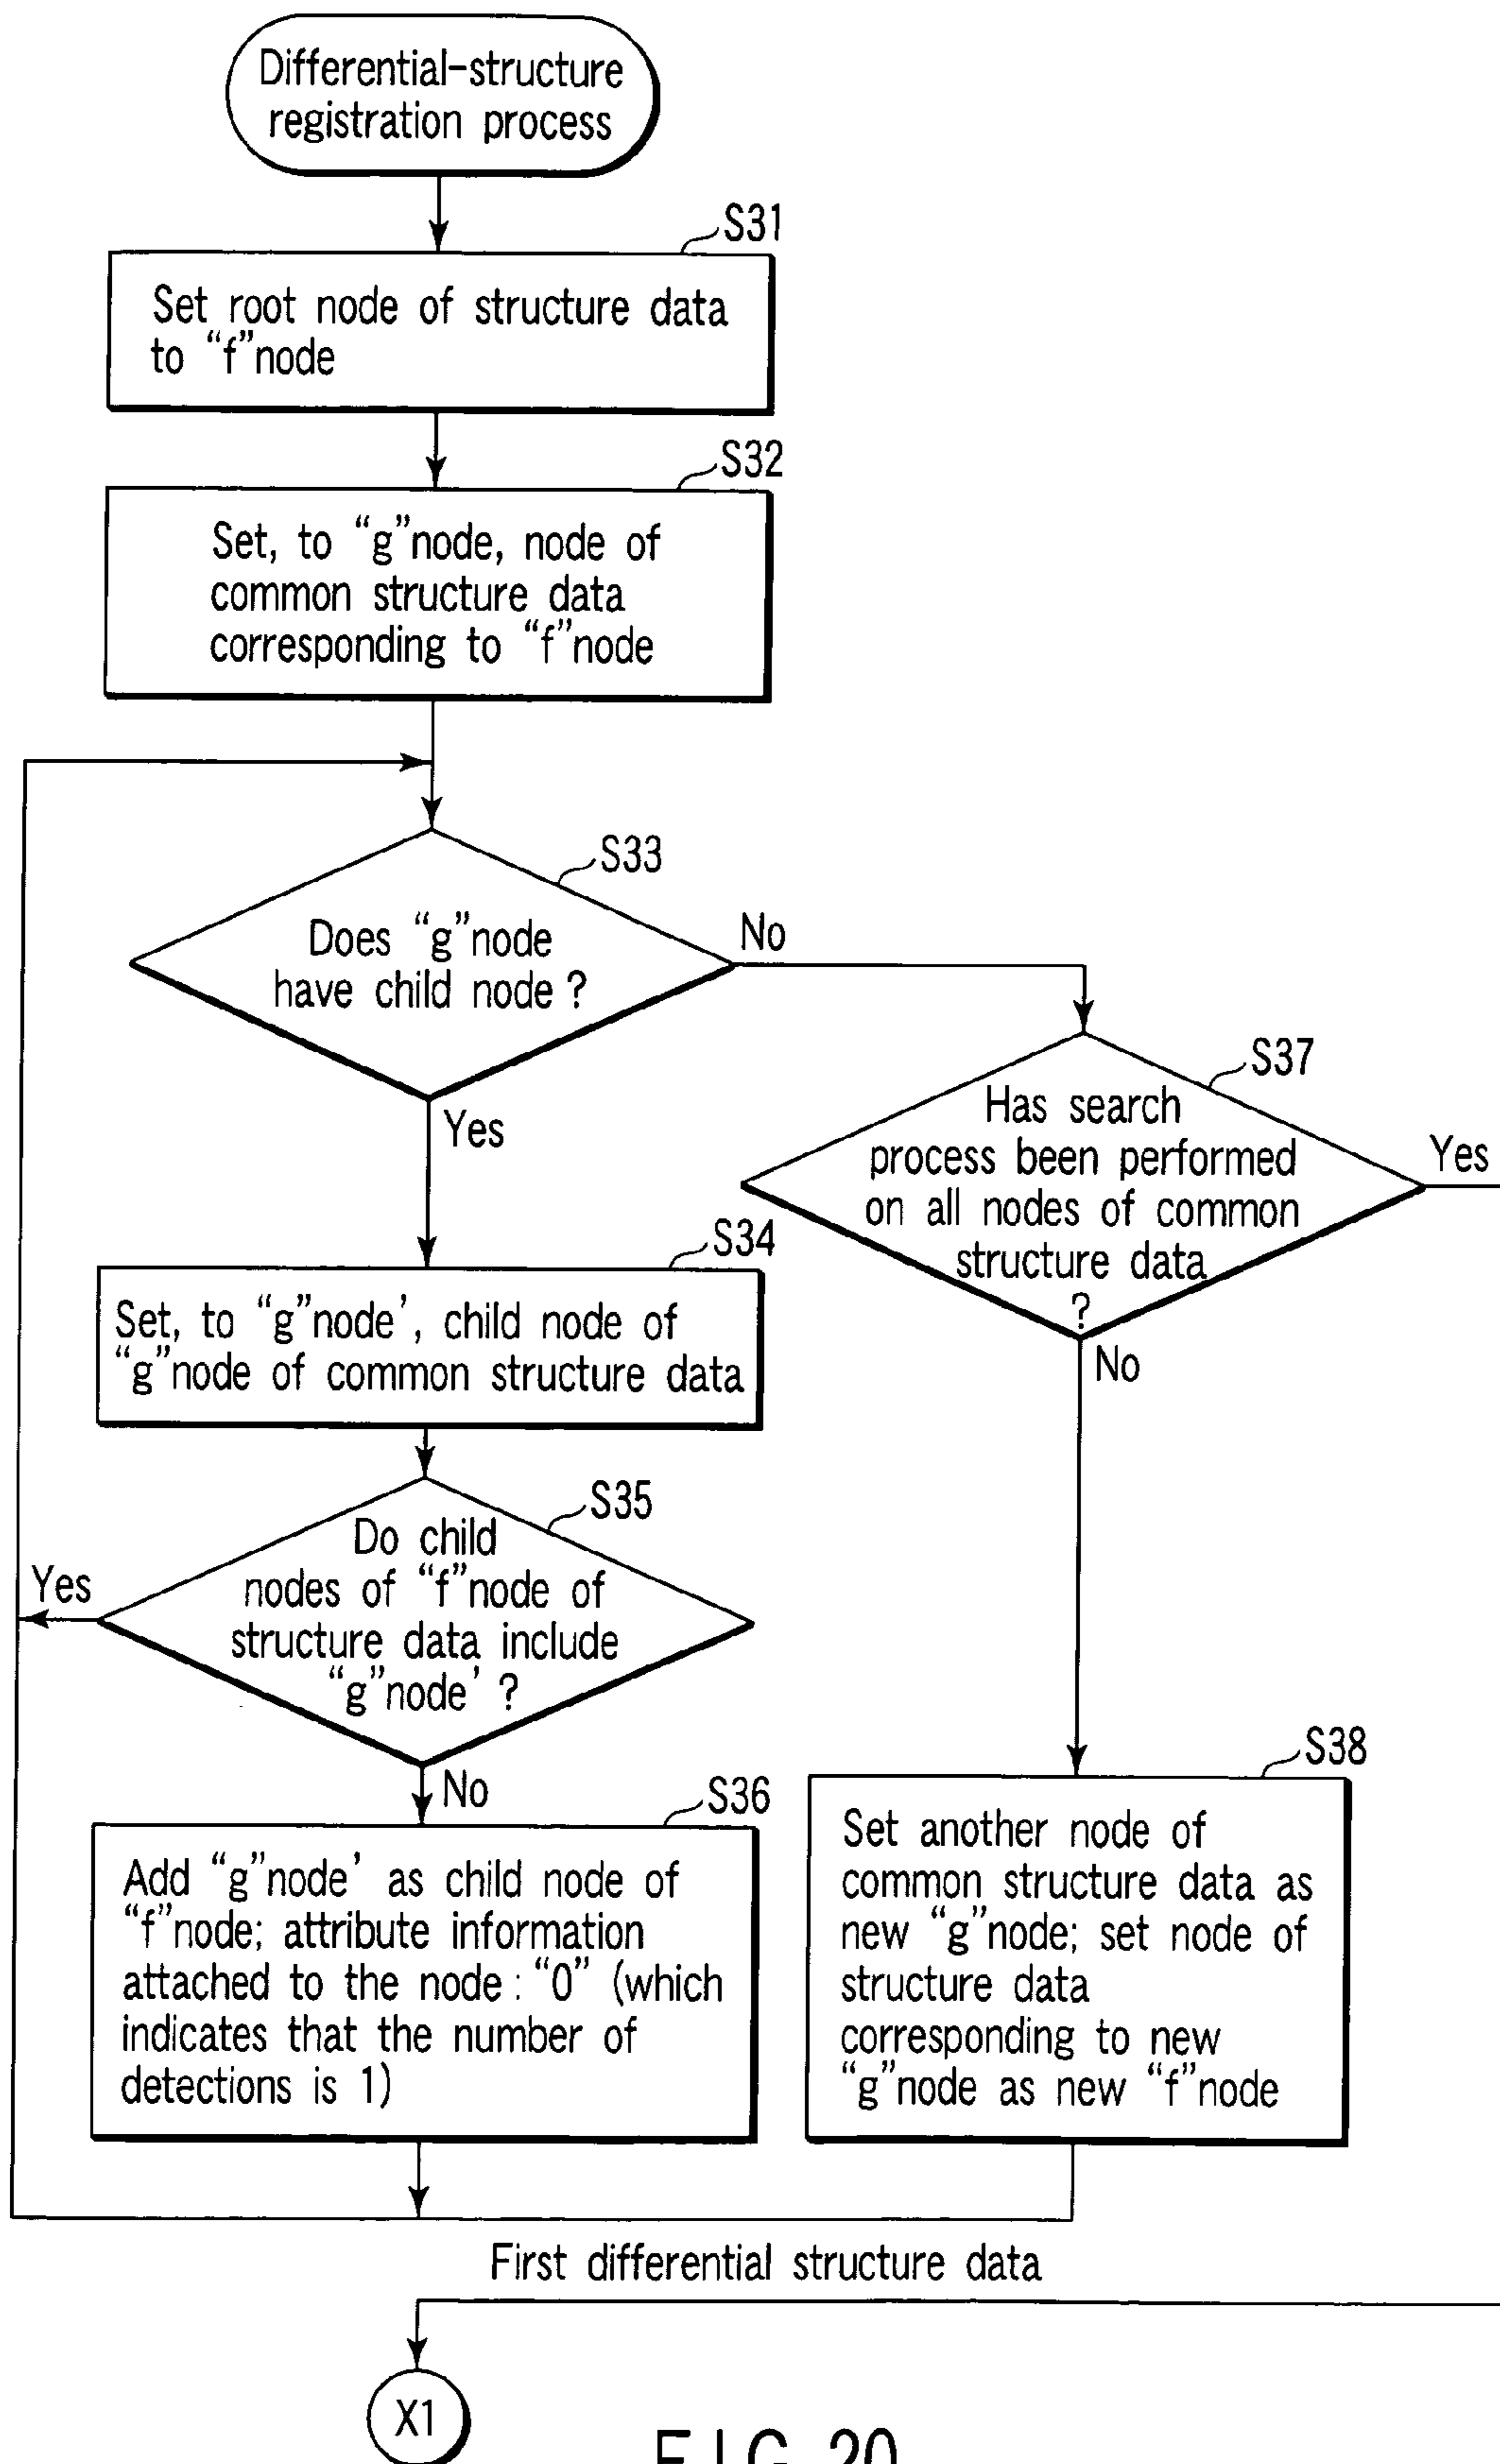 Differential-structure
registration process
S31
Set root node of structure data
to “f”node
S32
Set, to “g”node, node of
common structure data
corresponding to “f”node
S33
Does “g”node
have child node ?
No
Yes
S37
Has search
process been performed
on all nodes of common
structure data
?
Yes
No
S34
Set, to “g”node’, child node of
“g”node of common structure data
S35
Do child
nodes of “f”node of
structure data include
“g”node’ ?
Yes
No
S36
Add “g”node’ as child node of
“f”node; attribute information
attached to the node : “0” (which
indicates that the number of
detections is 1)
S38
Set another node of
common structure data as
new “g”node; set node of
structure data
corresponding to new
“g”node as new “f”node
First differential structure data
X1
FIG. 20